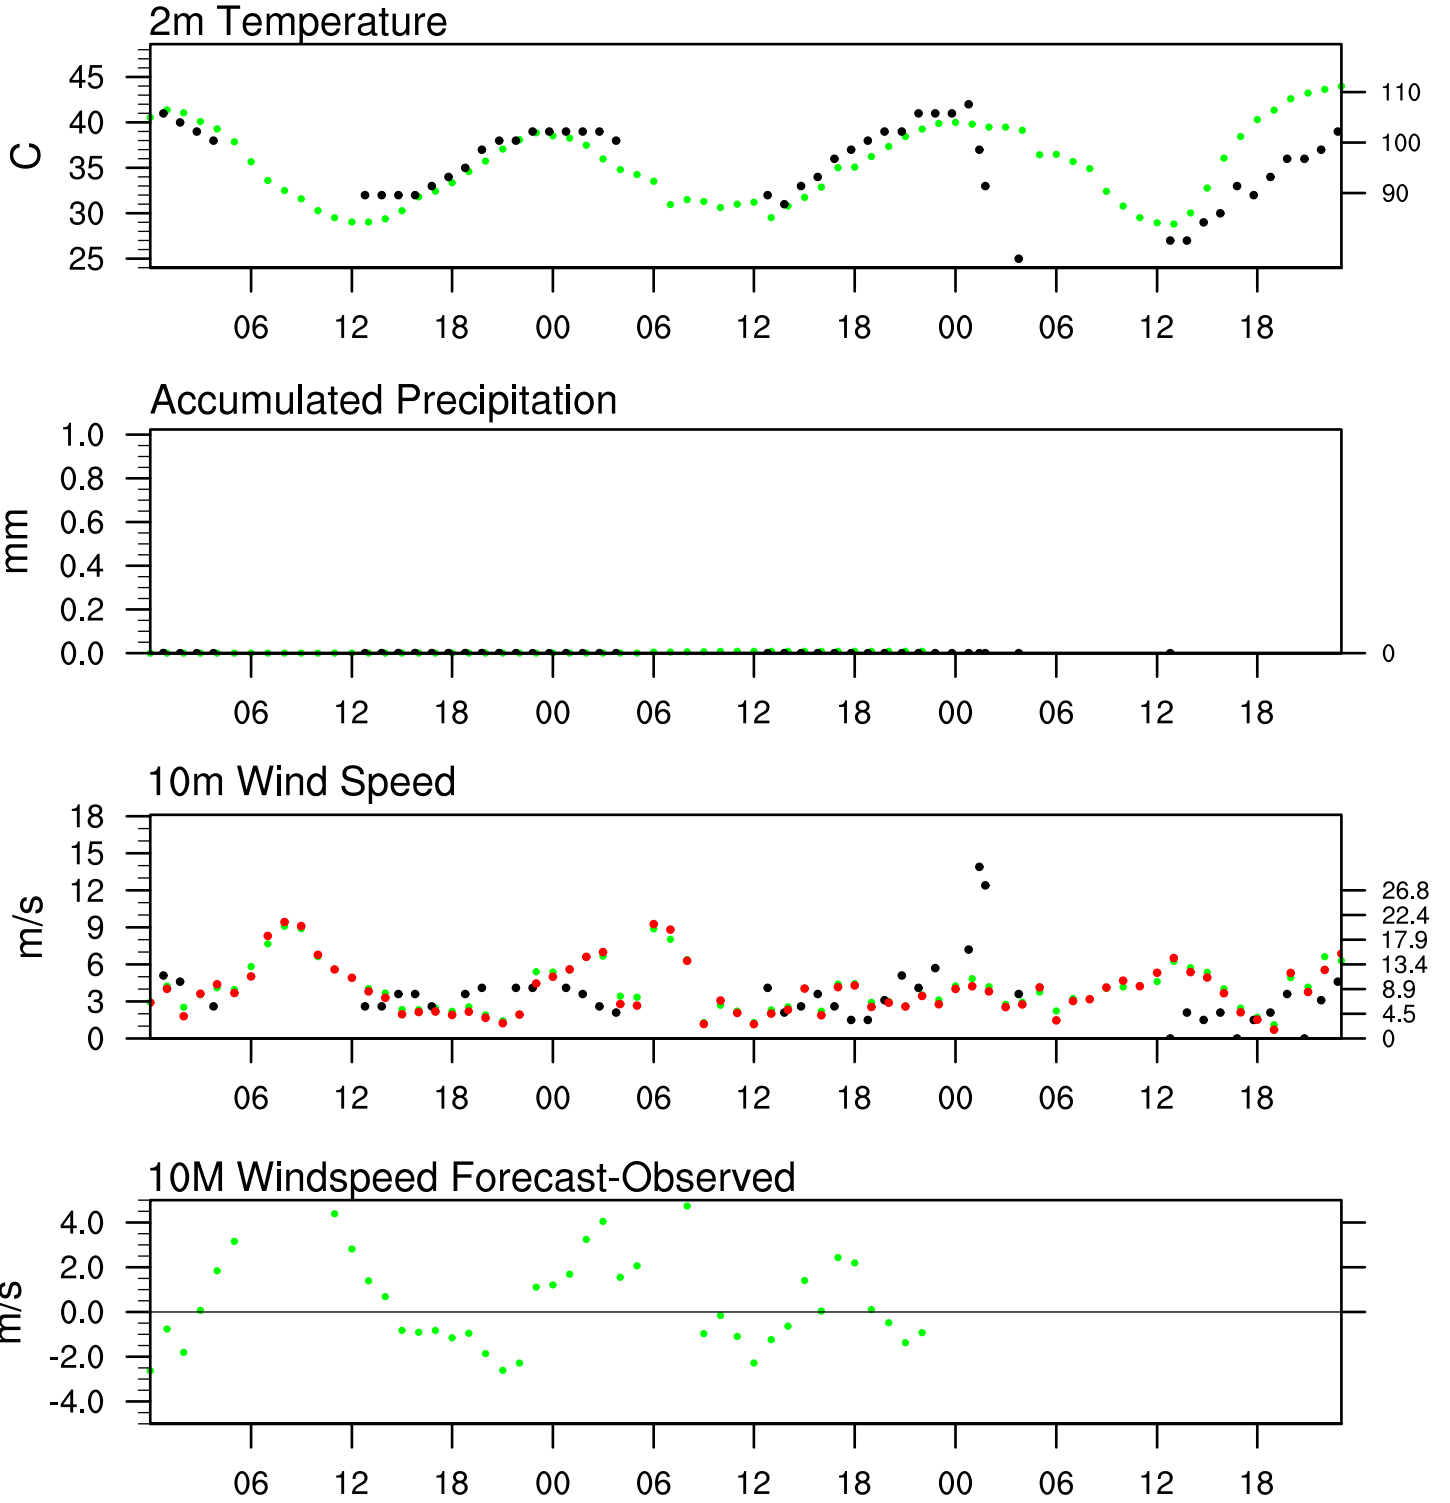 2m Temperature
C
45
40
35
30
25
110
100
90
06 12 18 00 06 12 18 00 06 12 18
Accumulated Precipitation
mm
1.0
0.8
0.6
0.4
0.2
0.0
0
06 12 18 00 06 12 18 00 06 12 18
10m Wind Speed
m/s
18
15
12
9
6
3
0
26.8
22.4
17.9
13.4
8.9
4.5
0
06 12 18 00 06 12 18 00 06 12 18
10M Windspeed Forecast-Observed
m/s
4.0
2.0
0.0
-2.0
-4.0
06 12 18 00 06 12 18 00 06 12 18